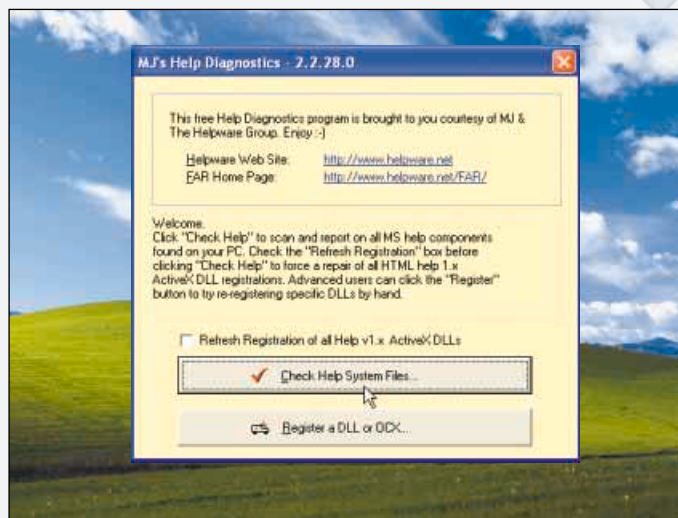 MJ's Help Diagnostics - 2.2.28.0
This free Help Diagnostics program is brought to you courtesy of MJ &
The Helpware Group. Enjoy :-)
Helpware Web Site: http://www.helpware.net
FAR Home Page: http://www.helpware.net/FAR/
Welcome.
Click "Check Help" to scan and report on all MS help components
found on your PC. Check the "Refresh Registration" box before
clicking "Check Help" to force a repair of all HTML help 1.x
ActiveX DLL registrations. Advanced users can click the "Register"
button to try re-registering specific DLLs by hand.
Refresh Registration of all Help v1.x ActiveX DLLs
Check Help System Files...
Register a DLL or OCX...